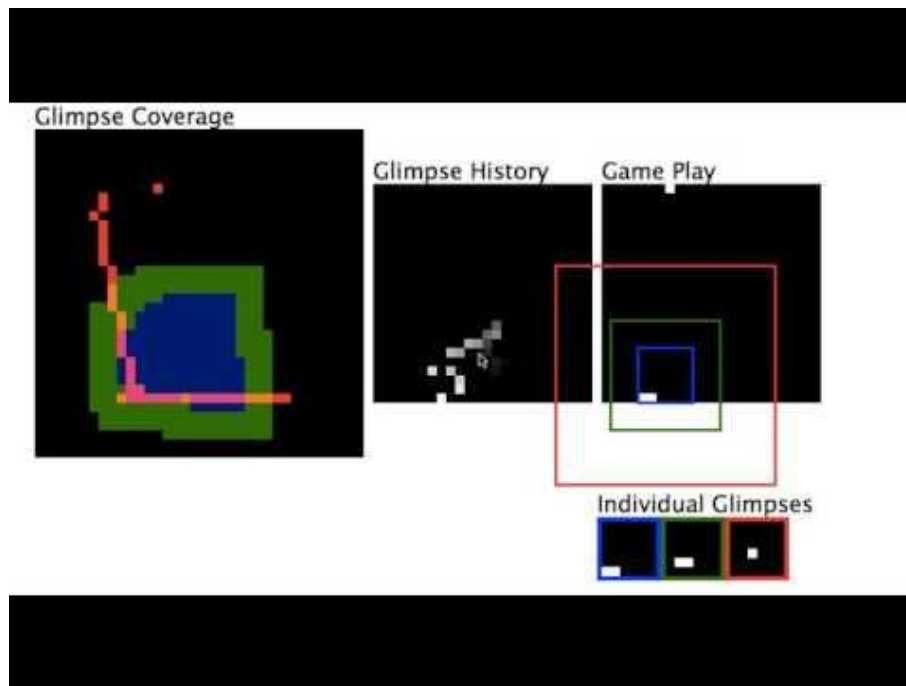 Glimpse Coverage
Glimpse History
Game Play
Individual Glimpses